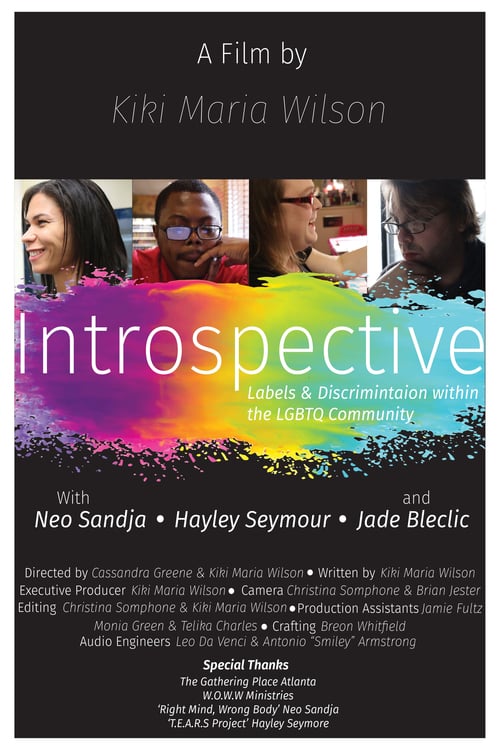 A Film by
Kiki Maria Wilson
Introspective
Labels & Discrimintaion within
the LGBTQ Community
With and
Neo Sandja • Hayley Seymour • Jade Bleclic
Directed by Cassandra Greene & Kiki Maria Wilson • Written by Kiki Maria Wilson
Executive Producer Kiki Maria Wilson • Camera Christina Somphone & Brian Jester
Editing Christina Somphone & Kiki Maria Wilson • Production Assistants Jamie Fultz
Monia Green & Telika Charles • Crafting Breon Whitfield
Audio Engineers Leo Da Venci & Antonio “Smiley” Armstrong
Special Thanks
The Gathering Place Atlanta
W.O.W.W Ministries
‘Right Mind, Wrong Body’ Neo Sandja
‘T.E.A.R.S Project’ Hayley Seymore